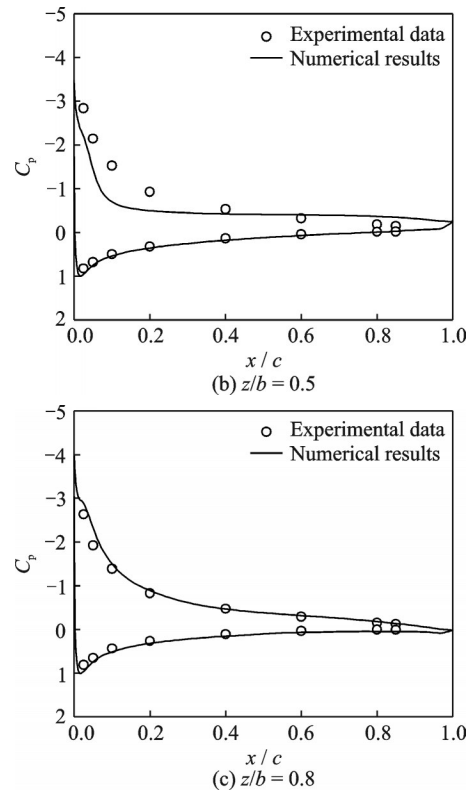 −5
−4
−3
−2
−1
0
1
2
C_p
Experimental data
Numerical results
0.0 0.2 0.4 0.6 0.8 1.0
x / c
(b) z/b = 0.5
−5
−4
−3
−2
−1
0
1
2
C_p
Experimental data
Numerical results
0.0 0.2 0.4 0.6 0.8 1.0
x / c
(c) z/b = 0.8